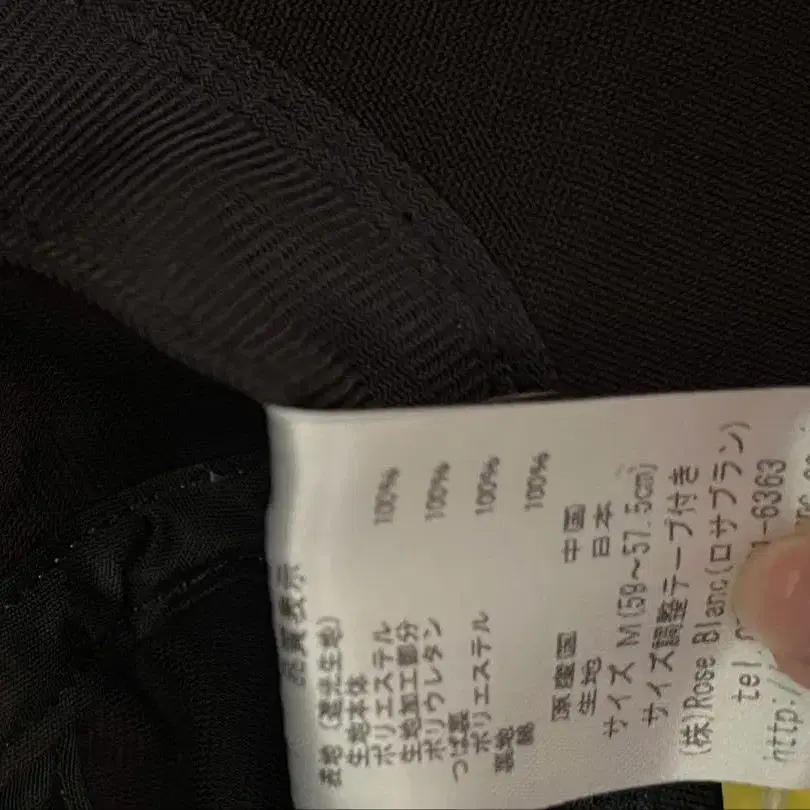 品質表示
表地(遮光生地)
生地本体
ポリエステル 100%
生地加工部分
ポリウレタン 100%
つば裏
ポリエステル 100%
裏地
綿 100%
原産国 中国
生地 日本
サイズ M(59〜57.5cm)
サイズ調整テープ付き
(株)Rose Blanc(ロサブラン)
tel -6363
http:/